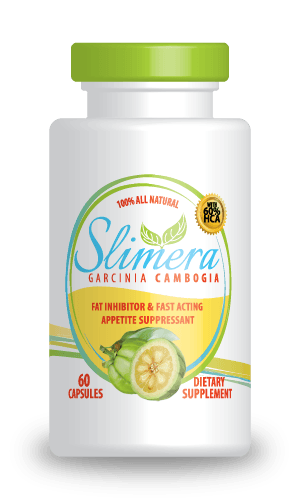 100% ALL NATURAL
WITH
60%
HCA
Slimera
GARCINIA CAMBOGIA
FAT INHIBITOR & FAST ACTING
APPETITE SUPPRESSANT
60
CAPSULES
DIETARY
SUPPLEMENT